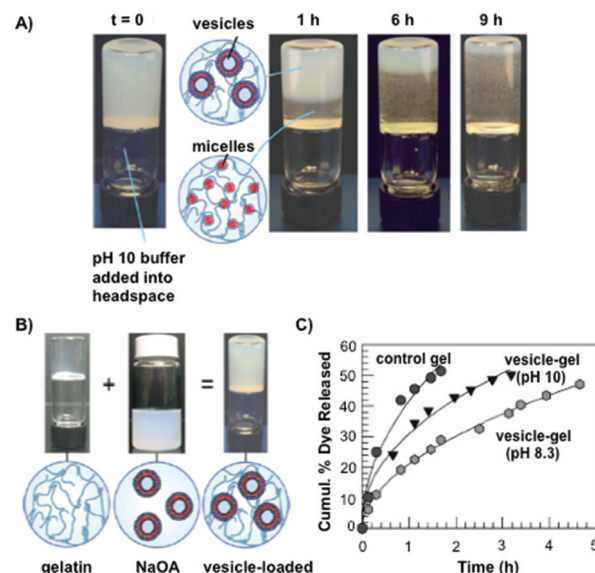 A)
t = 0
vesicles
1 h
6 h
9 h
micelles
pH 10 buffer
added into
headspace
B)
+
=
gelatin
NaOA
vesicle-loaded
C)
Cumul. % Dye Released
60
50
40
30
20
10
0
control gel
vesicle-gel
(pH 10)
vesicle-gel
(pH 8.3)
0
1
2
3
4
5
Time (h)